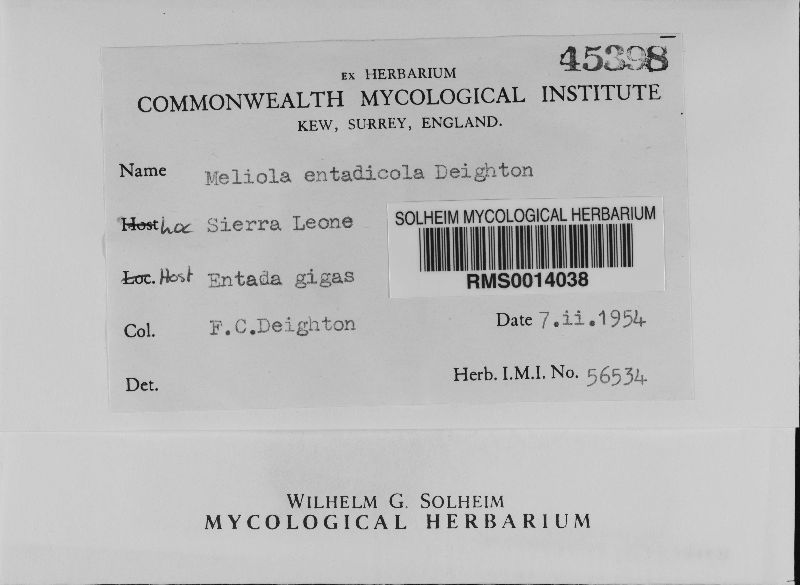 45398
EX HERBARIUM
COMMONWEALTH MYCOLOGICAL INSTITUTE
KEW, SURREY, ENGLAND.
Name Meliola entadicola Deighton
Host Loc Sierra Leone
Loc. Host Entada gigas
Col. F.C.Deighton
Date 7.ii.1954
Det.
Herb. I.M.I. No. 56534
SOLHEIM MYCOLOGICAL HERBARIUM
RMS0014038
WILHELM G. SOLHEIM
MYCOLOGICAL HERBARIUM